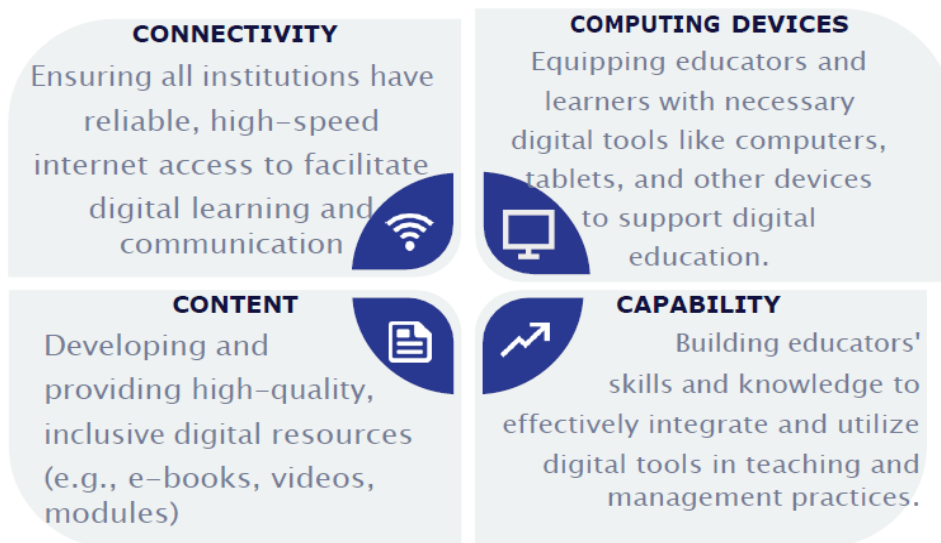 CONNECTIVITY
Ensuring all institutions have
reliable, high-speed
internet access to facilitate
digital learning and
communication
COMPUTING DEVICES
Equipping educators and
learners with necessary
digital tools like computers,
tablets, and other devices
to support digital
education.
CONTENT
Developing and
providing high-quality,
inclusive digital resources
(e.g., e-books, videos,
modules)
CAPABILITY
Building educators'
skills and knowledge to
effectively integrate and utilize
digital tools in teaching and
management practices.